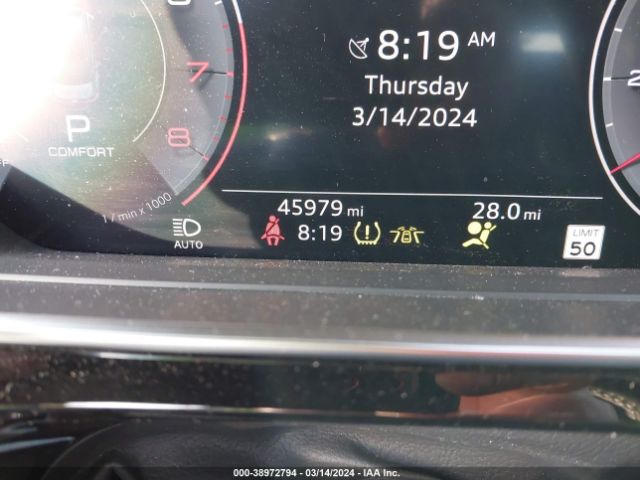 8:19 AM
Thursday
3/14/2024
7
8
P
COMFORT
1 / min x 1000
2
45979 mi
28.0 mi
AUTO
8:19
LIMIT
50
000-38972794 - 03/14/2024 - IAA Inc.